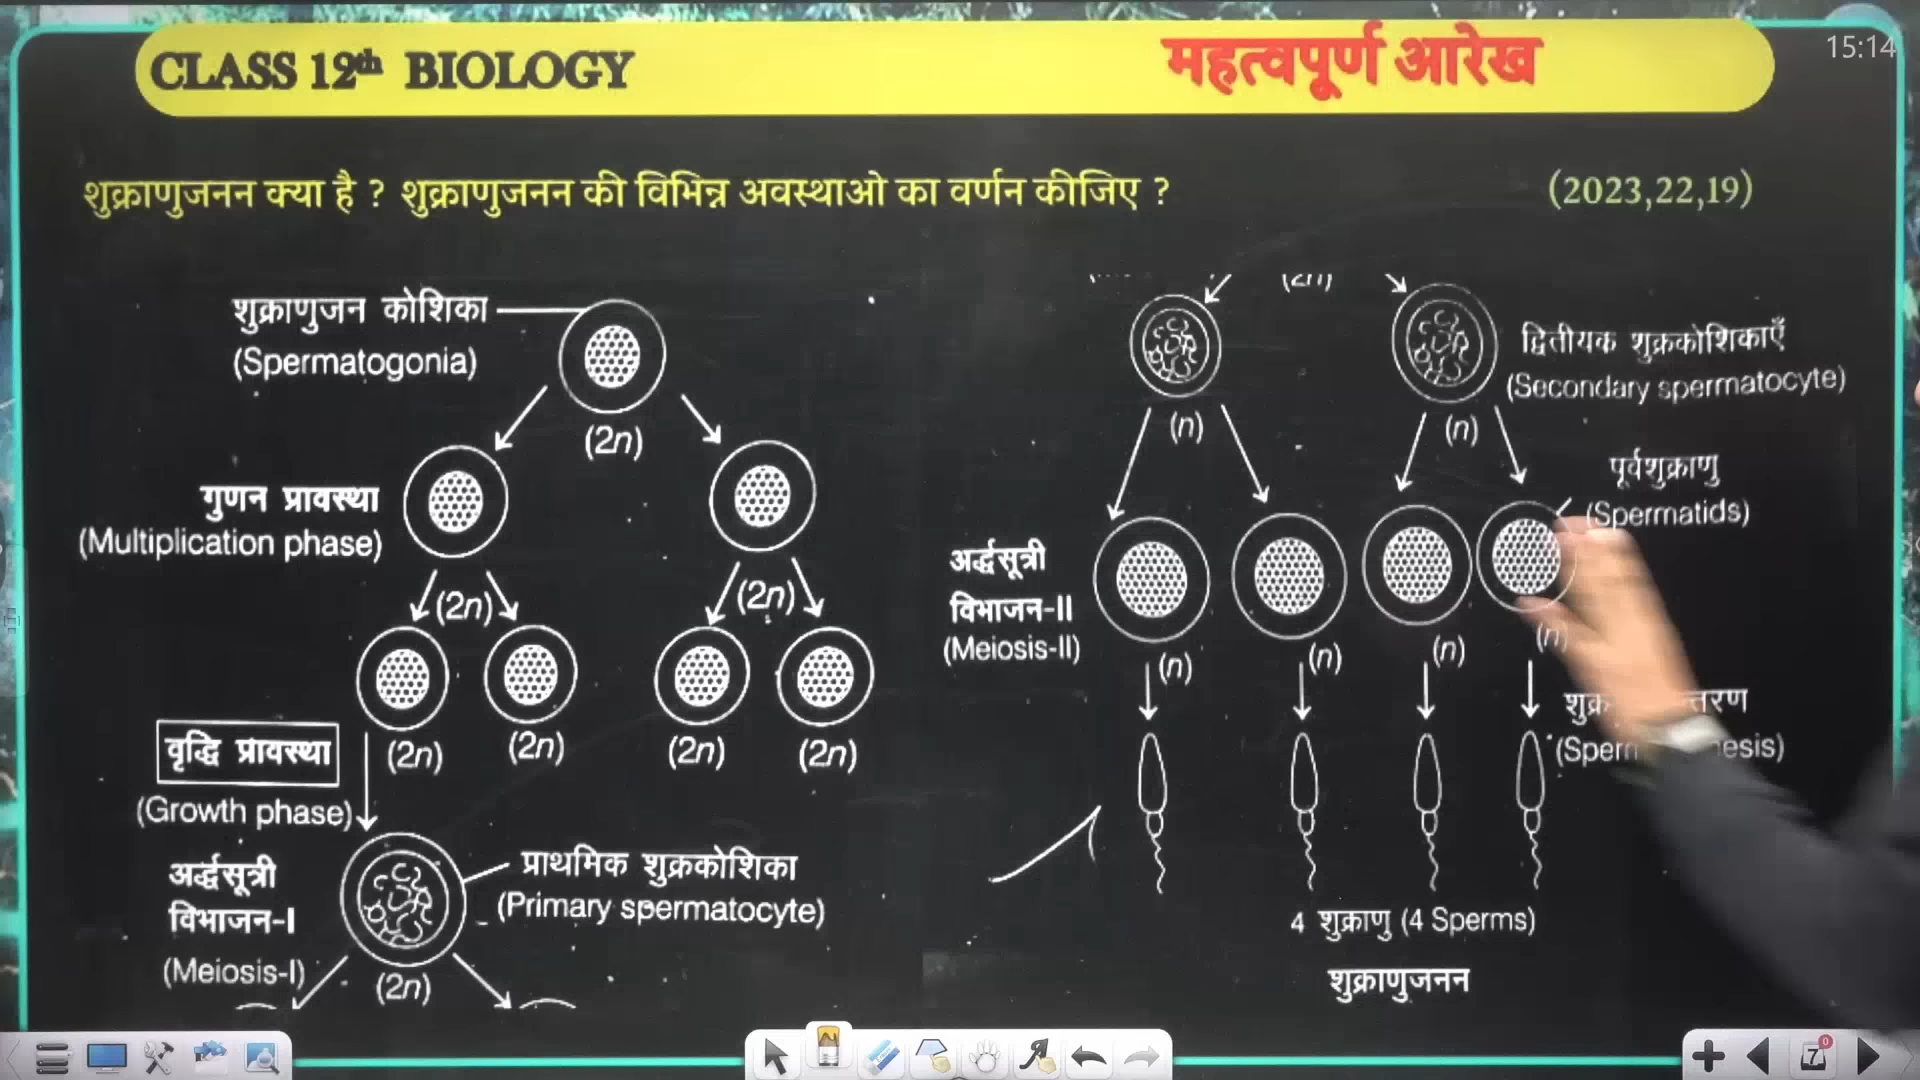 CLASS 12th BIOLOGY
महत्वपूर्ण आरेख
15:14
शुक्राणुजनन क्या है ? शुक्राणुजनन की विभिन्न अवस्थाओ का वर्णन कीजिए ?
(2023,22,19)
शुक्राणुजन कोशिका
(Spermatogonia)
(2n)
गुणन प्रावस्था
(Multiplication phase)
(2n)
(2n)
वृद्धि प्रावस्था
(2n)
(2n)
(2n)
(2n)
(Growth phase)
अर्द्धसूत्री
विभाजन-I
(Meiosis-I)
प्राथमिक शुक्रकोशिका
(Primary spermatocyte)
(2n)
(2n)
द्वितीयक शुक्रकोशिकाएँ
(Secondary spermatocyte)
(n)
(n)
पूर्वशुक्राणु
(Spermatids)
अर्द्धसूत्री
विभाजन-II
(Meiosis-II)
(n)
(n)
(n)
(n)
4 शुक्राणु (4 Sperms)
शुक्राणुजनन
7
0